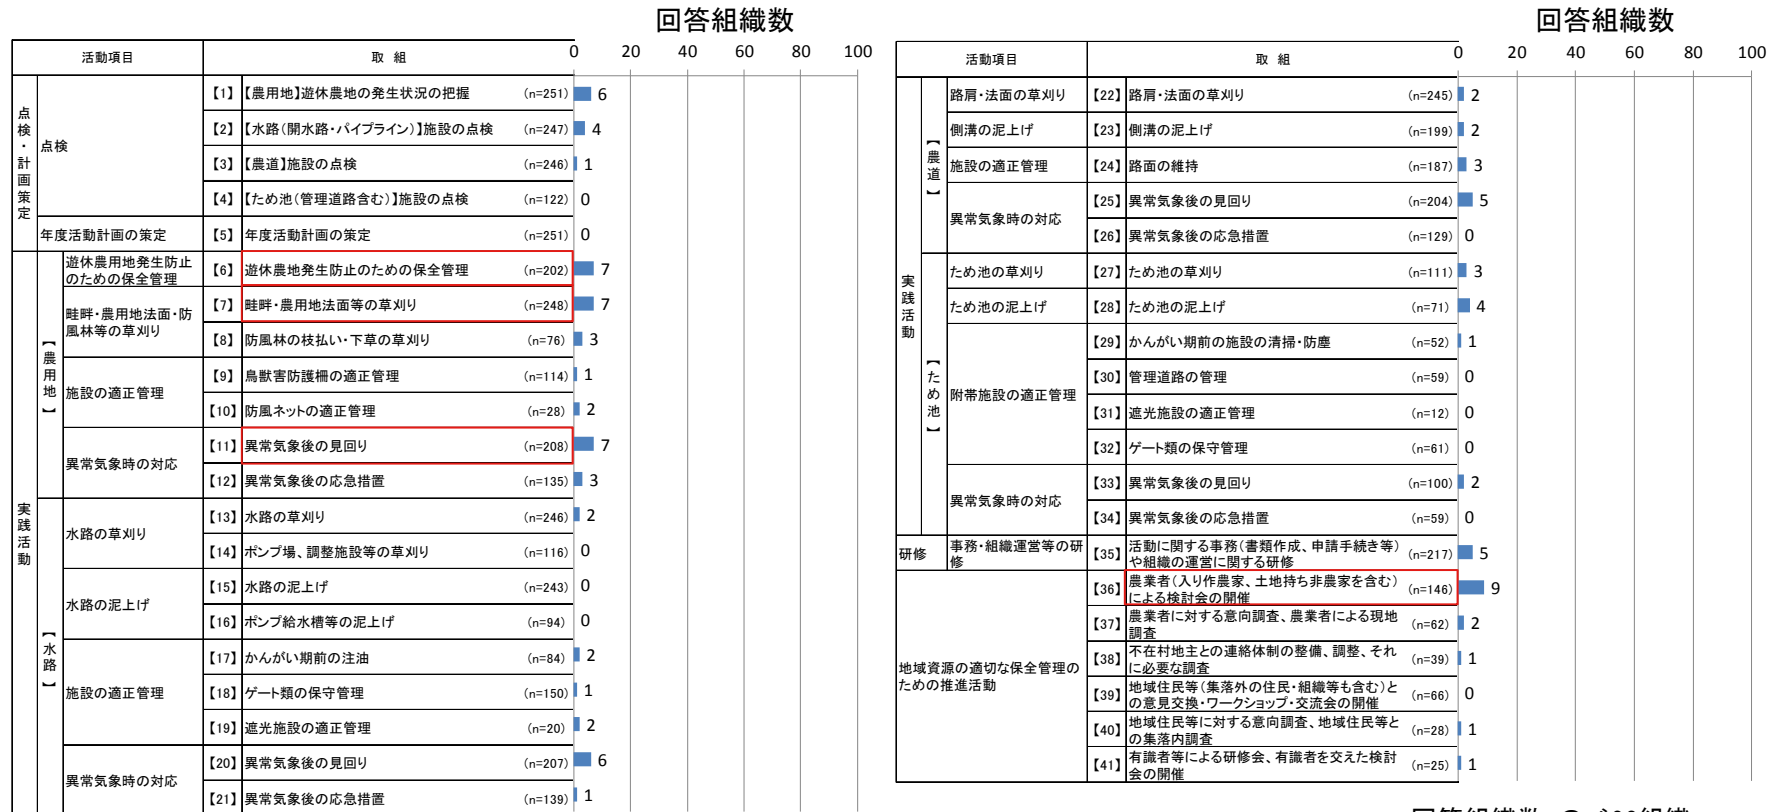 回答組織数
活動項目 取 組 0 20 40 60 80 100
点検・計画策定
点検
【1】【農用地】遊休農地の発生状況の把握 (n=251) 6
【2】【水路(開水路・パイプライン)】施設の点検 (n=247) 4
【3】【農道】施設の点検 (n=246) 1
【4】【ため池(管理道路含む)】施設の点検 (n=122) 0
年度活動計画の策定 【5】 年度活動計画の策定 (n=251) 0
実践活動
【農用地】
遊休農用地発生防止
のための保全管理
【6】 遊休農地発生防止のための保全管理 (n=202) 7
畦畔・農用地法面・防
風林等の草刈り
【7】 畦畔・農用地法面等の草刈り (n=248) 7
【8】 防風林の枝払い・下草の草刈り (n=76) 3
施設の適正管理
【9】 鳥獣害防護柵の適正管理 (n=114) 1
【10】 防風ネットの適正管理 (n=28) 2
異常気象時の対応
【11】 異常気象後の見回り (n=208) 7
【12】 異常気象後の応急措置 (n=135) 3
【水路】
水路の草刈り
【13】 水路の草刈り (n=246) 2
【14】 ポンプ場、調整施設等の草刈り (n=116) 0
水路の泥上げ
【15】 水路の泥上げ (n=243) 0
【16】 ポンプ給水槽等の泥上げ (n=94) 0
施設の適正管理
【17】 かんがい期前の注油 (n=84) 2
【18】 ゲート類の保守管理 (n=150) 1
【19】 遮光施設の適正管理 (n=20) 2
異常気象時の対応
【20】 異常気象後の見回り (n=207) 6
【21】 異常気象後の応急措置 (n=139) 1
回答組織数
活動項目 取 組 0 20 40 60 80 100
実践活動
【農道】
路肩・法面の草刈り 【22】 路肩・法面の草刈り (n=245) 2
側溝の泥上げ 【23】 側溝の泥上げ (n=199) 2
施設の適正管理 【24】 路面の維持 (n=187) 3
異常気象時の対応
【25】 異常気象後の見回り (n=204) 5
【26】 異常気象後の応急措置 (n=129) 0
【ため池】
ため池の草刈り 【27】 ため池の草刈り (n=111) 3
ため池の泥上げ 【28】 ため池の泥上げ (n=71) 4
附帯施設の適正管理
【29】 かんがい期前の施設の清掃・防塵 (n=52) 1
【30】 管理道路の管理 (n=59) 0
【31】 遮光施設の適正管理 (n=12) 0
【32】 ゲート類の保守管理 (n=61) 0
異常気象時の対応
【33】 異常気象後の見回り (n=100) 2
【34】 異常気象後の応急措置 (n=59) 0
研修
事務・組織運営等の研
修
【35】 活動に関する事務(書類作成、申請手続き等)
や組織の運営に関する研修 (n=217) 5
地域資源の適切な保全管理の
ための推進活動
【36】 農業者(入り作農家、土地持ち非農家を含む)
による検討会の開催 (n=146) 9
【37】 農業者に対する意向調査、農業者による現地
調査 (n=62) 2
【38】 不在村地主との連絡体制の整備、調整、それ
に必要な調査 (n=39) 1
【39】 地域住民等(集落外の住民・組織等も含む)と
の意見交換・ワークショップ・交流会の開催 (n=66) 0
【40】 地域住民等に対する意向調査、地域住民等と
の集落内調査 (n=28) 1
【41】 有識者等による研修会、有識者を交えた検討
会の開催 (n=25) 1